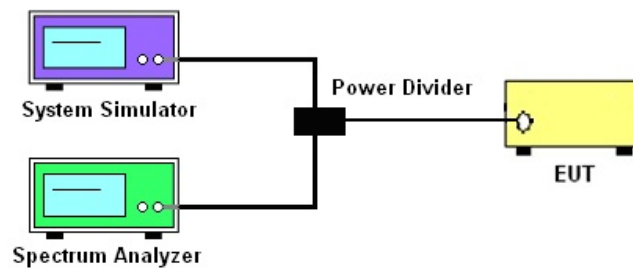 System Simulator
Power Divider
EUT
Spectrum Analyzer